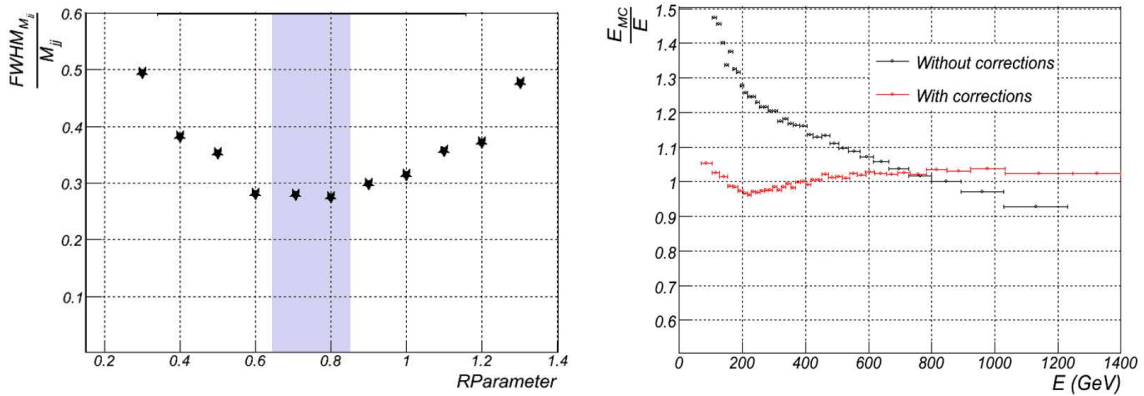 FWHM_{M_{jj}}
M_{jj}
0.6
0.5
0.4
0.3
0.2
0.1
0.2 0.4 0.6 0.8 1 1.2 1.4
RParameter
E_{MC}
E
1.5
1.4
1.3
1.2
1.1
1
0.9
0.8
0.7
0.6
Without corrections
With corrections
0 200 400 600 800 1000 1200 1400
E (GeV)